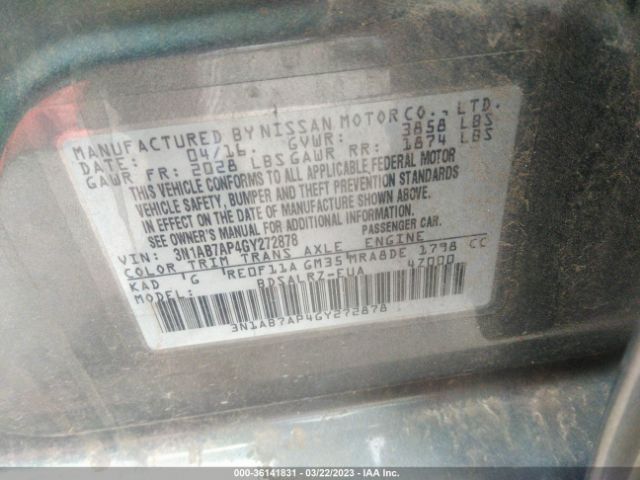 MANUFACTURED BY NISSAN MOTOR CO., LTD.
DATE: 04/16. GVWR: 3858 LBS
GAWR FR: 2028 LBS GAWR RR: 1874 LBS
THIS VEHICLE CONFORMS TO ALL APPLICABLE FEDERAL MOTOR
VEHICLE SAFETY, BUMPER AND THEFT PREVENTION STANDARDS
IN EFFECT ON THE DATE OF MANUFACTURE SHOWN ABOVE.
SEE OWNER'S MANUAL FOR ADDITIONAL INFORMATION.
VIN: 3N1AB7AP4GY272878 PASSENGER CAR.
COLOR TRIM TRANS AXLE ENGINE
KAD G RE0F11A GM35 MRA8DE 1798 CC
MODEL: BDSALRZ-EUA 47000
3N1AB7AP4GY272878
000-36141831 - 03/22/2023 - IAA Inc.